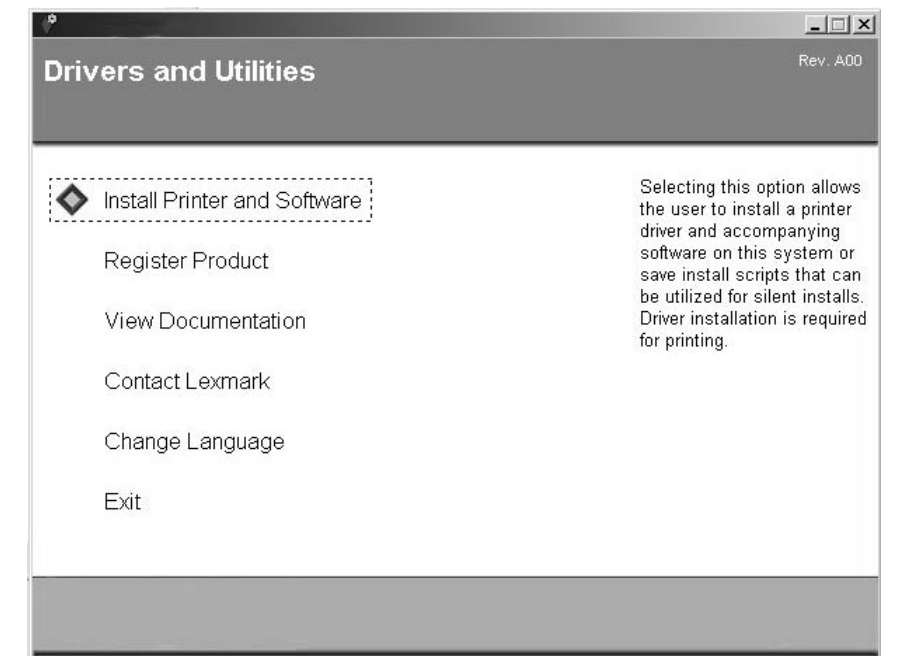 Drivers and Utilities
Rev. A00
Install Printer and Software
Register Product
View Documentation
Contact Lexmark
Change Language
Exit
Selecting this option allows
the user to install a printer
driver and accompanying
software on this system or
save install scripts that can
be utilized for silent installs.
Driver installation is required
for printing.